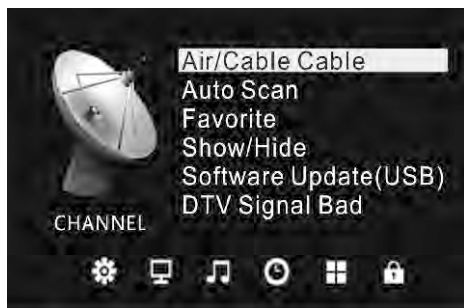 Air/Cable Cable
Auto Scan
Favorite
Show/Hide
Software Update(USB)
DTV Signal Bad
CHANNEL